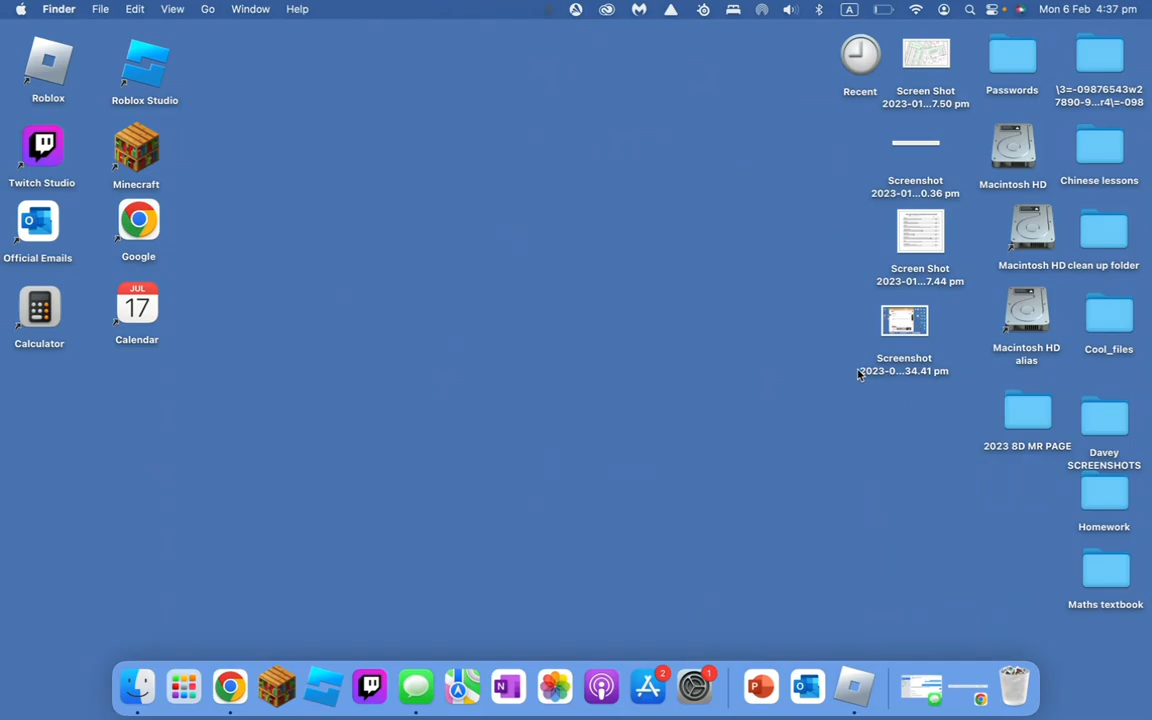 Finder File Edit View Go Window Help A Mon 6 Feb 4:37 pm
Roblox
Roblox Studio
Twitch Studio
Minecraft
Official Emails
Google
Calculator
JUL
17
Calendar
Recent
Screen Shot
2023-01...7.50 pm
Passwords
\3=-09876543w2
7890-9...r4\=-098
Screenshot
2023-01...0.36 pm
Macintosh HD
Chinese lessons
Screen Shot
2023-01...7.44 pm
Macintosh HD
clean up folder
Screenshot
2023-0...34.41 pm
Macintosh HD
alias
Cool_files
2023 8D MR PAGE
Davey
SCREENSHOTS
Homework
Maths textbook
2
1